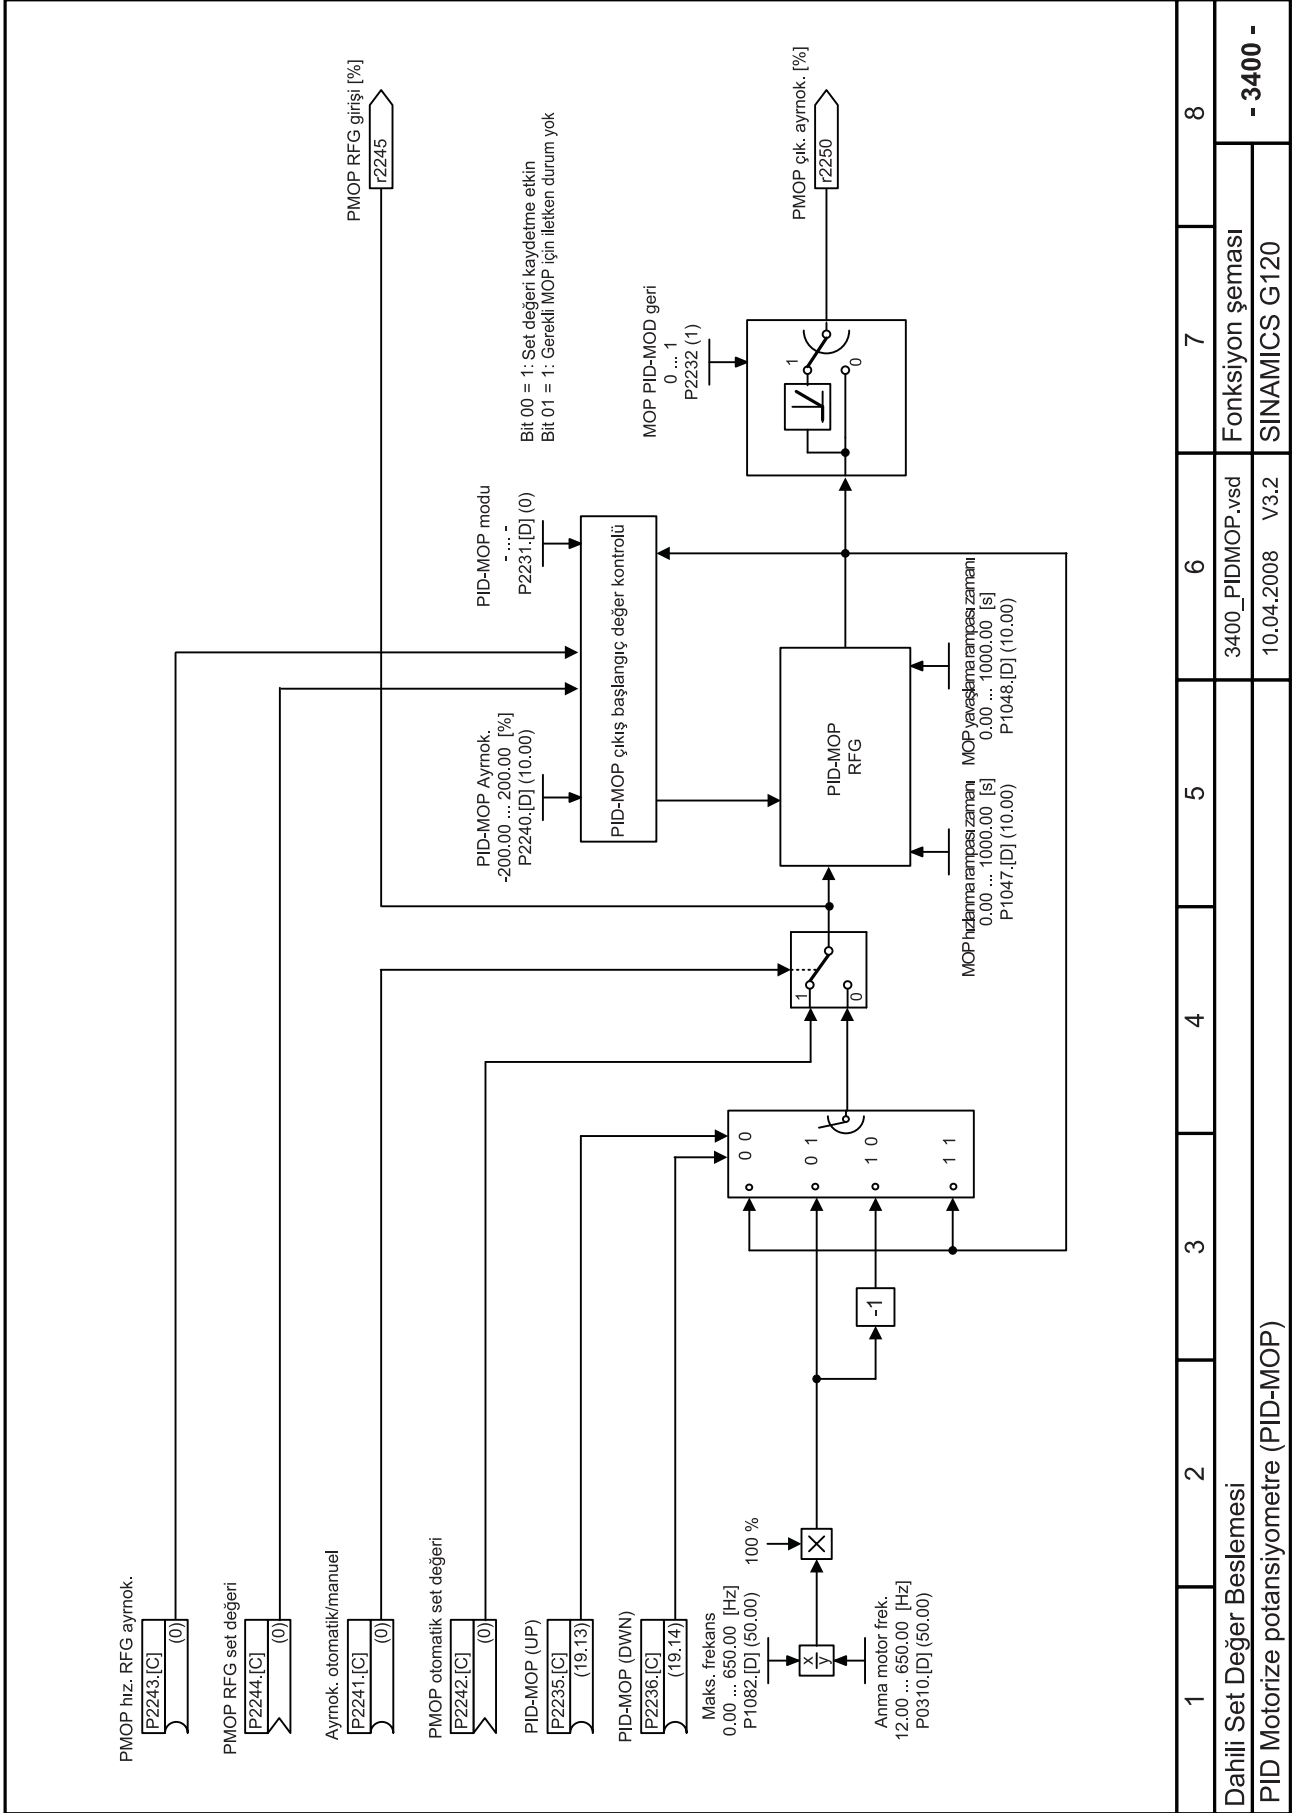 PMOP hız. RFG ayrnok.
P2243.[C]
(0)
PMOP RFG set değeri
P2244.[C]
(0)
Ayrnok. otomatik/manuel
P2241.[C]
(0)
PMOP otomatik set değeri
P2242.[C]
(0)
PID-MOP (UP)
P2235.[C]
(19.13)
PID-MOP (DWN)
P2236.[C]
(19.14)
Maks. frekans
0.00 ... 650.00 [Hz]
P1082.[D] (50.00)
100 %
x
y
Anma motor frek.
12.00 ... 650.00 [Hz]
P0310.[D] (50.00)
-1
0 0
0 1
1 0
1 1
1
0
PMOP RFG girişi [%]
r2245
PID-MOP Ayrnok.
-200.00 ... 200.00 [%]
P2240.[D] (10.00)
PID-MOP modu
- ... -
P2231.[D] (0)
Bit 00 = 1: Set değeri kaydetme etkin
Bit 01 = 1: Gerekli MOP için iletken durum yok
PID-MOP çıkış başlangıç değer kontrolü
PID-MOP
RFG
MOP hızlanma rampası zamanı
0.00 ... 1000.00 [s]
P1047.[D] (10.00)
MOP yavaşlama rampası zamanı
0.00 ... 1000.00 [s]
P1048.[D] (10.00)
MOP PID-MOD geri
0 ... 1
P2232 (1)
1
0
PMOP çık. ayrnok. [%]
r2250
1 2 3 4 5 6 7 8
Dahili Set Değer Beslemesi
3400_PIDMOP.vsd
Fonksiyon şeması
- 3400 -
PID Motorize potansiyometre (PID-MOP)
10.04.2008 V3.2
SINAMICS G120